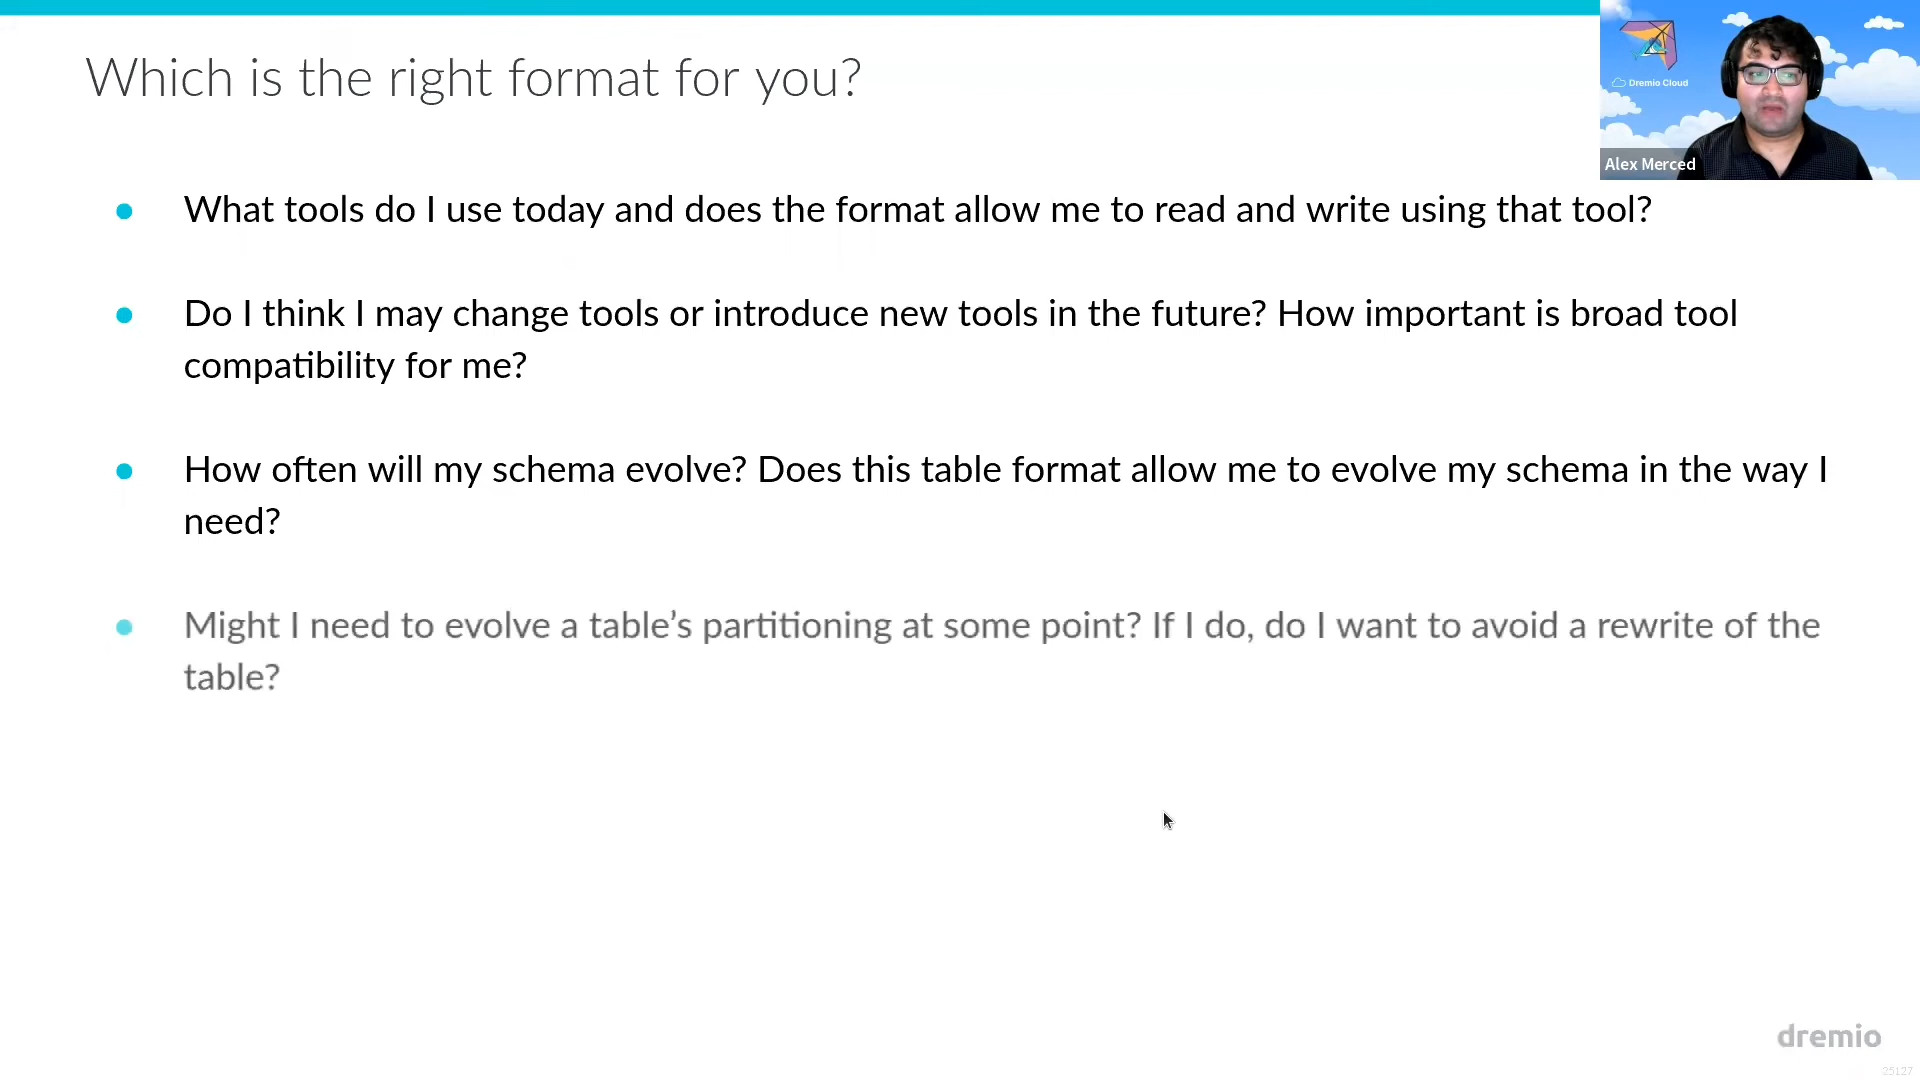 Which is the right format for you?
Dremio Cloud
Alex Merced
What tools do I use today and does the format allow me to read and write using that tool?
Do I think I may change tools or introduce new tools in the future? How important is broad tool
compatibility for me?
How often will my schema evolve? Does this table format allow me to evolve my schema in the way I
need?
Might I need to evolve a table’s partitioning at some point? If I do, do I want to avoid a rewrite of the
table?
dremio
25127